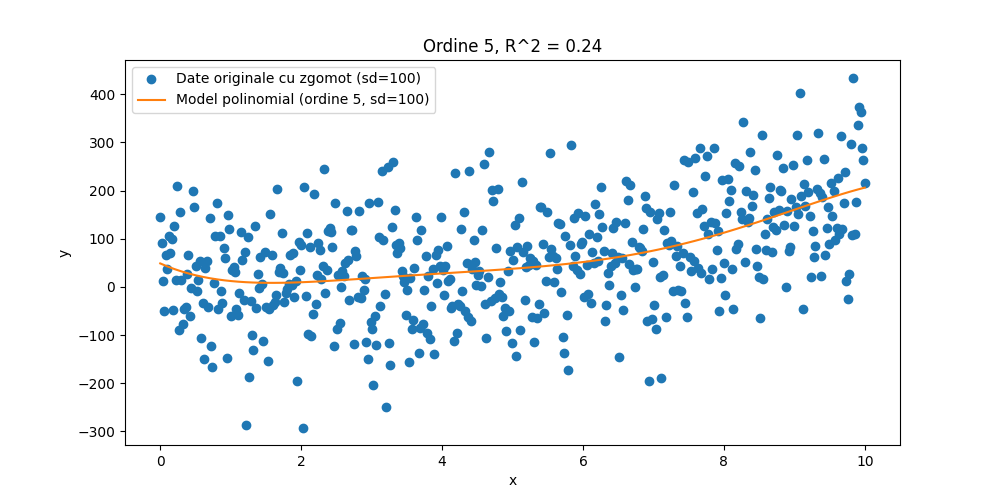 Ordine 5, R^2 = 0.24
Date originale cu zgomot (sd=100)
Model polinomial (ordine 5, sd=100)
400
300
200
100
0
−100
−200
−300
y
0 2 4 6 8 10
x